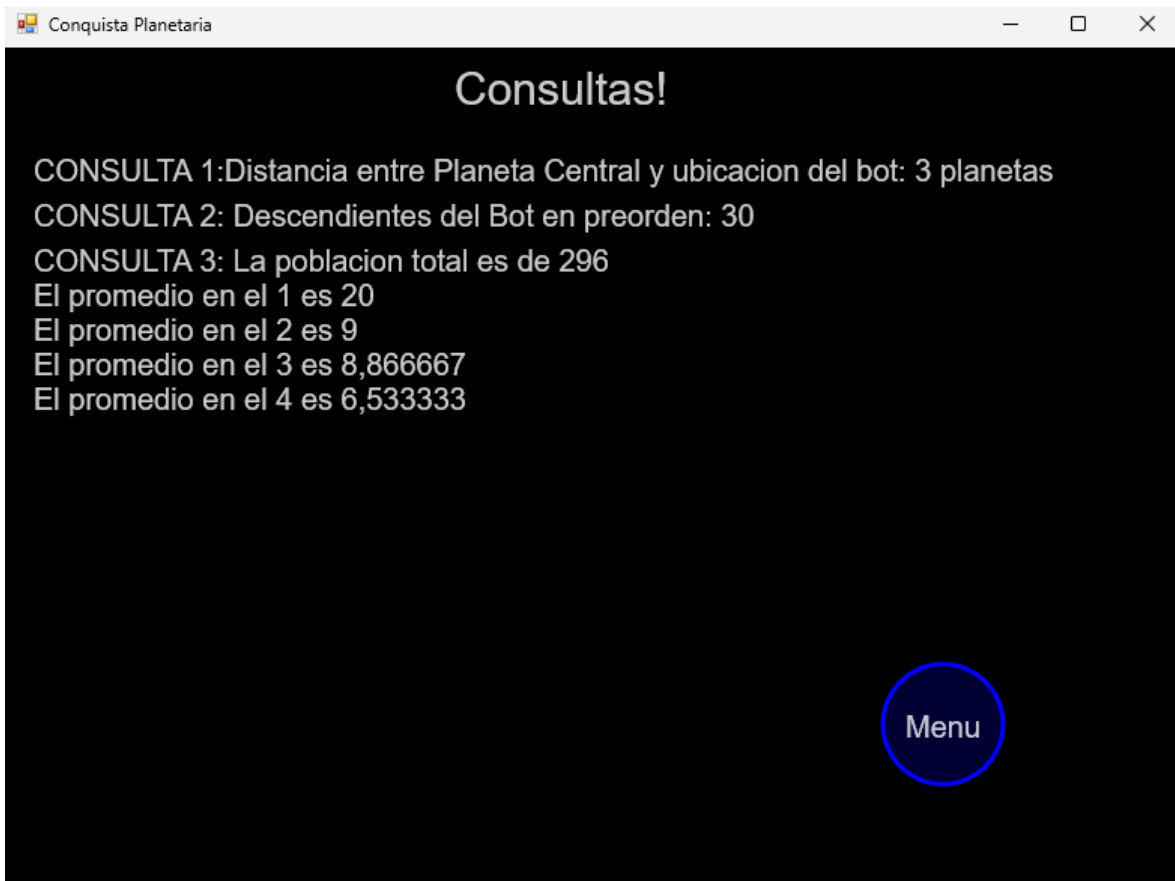 Conquista Planetaria
Consultas!
CONSULTA 1:Distancia entre Planeta Central y ubicacion del bot: 3 planetas
CONSULTA 2: Descendientes del Bot en preorden: 30
CONSULTA 3: La poblacion total es de 296
El promedio en el 1 es 20
El promedio en el 2 es 9
El promedio en el 3 es 8,866667
El promedio en el 4 es 6,533333
Menu